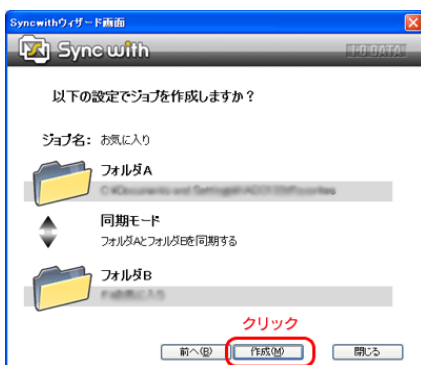 Syncwithウィザード画面
Sync with
I-O DATA
以下の設定でジョブを作成しますか？
ジョブ名： お気に入り
フォルダA
同期モード
フォルダAとフォルダBを同期する
フォルダB
クリック
前へ(B) 作成(M) 閉じる